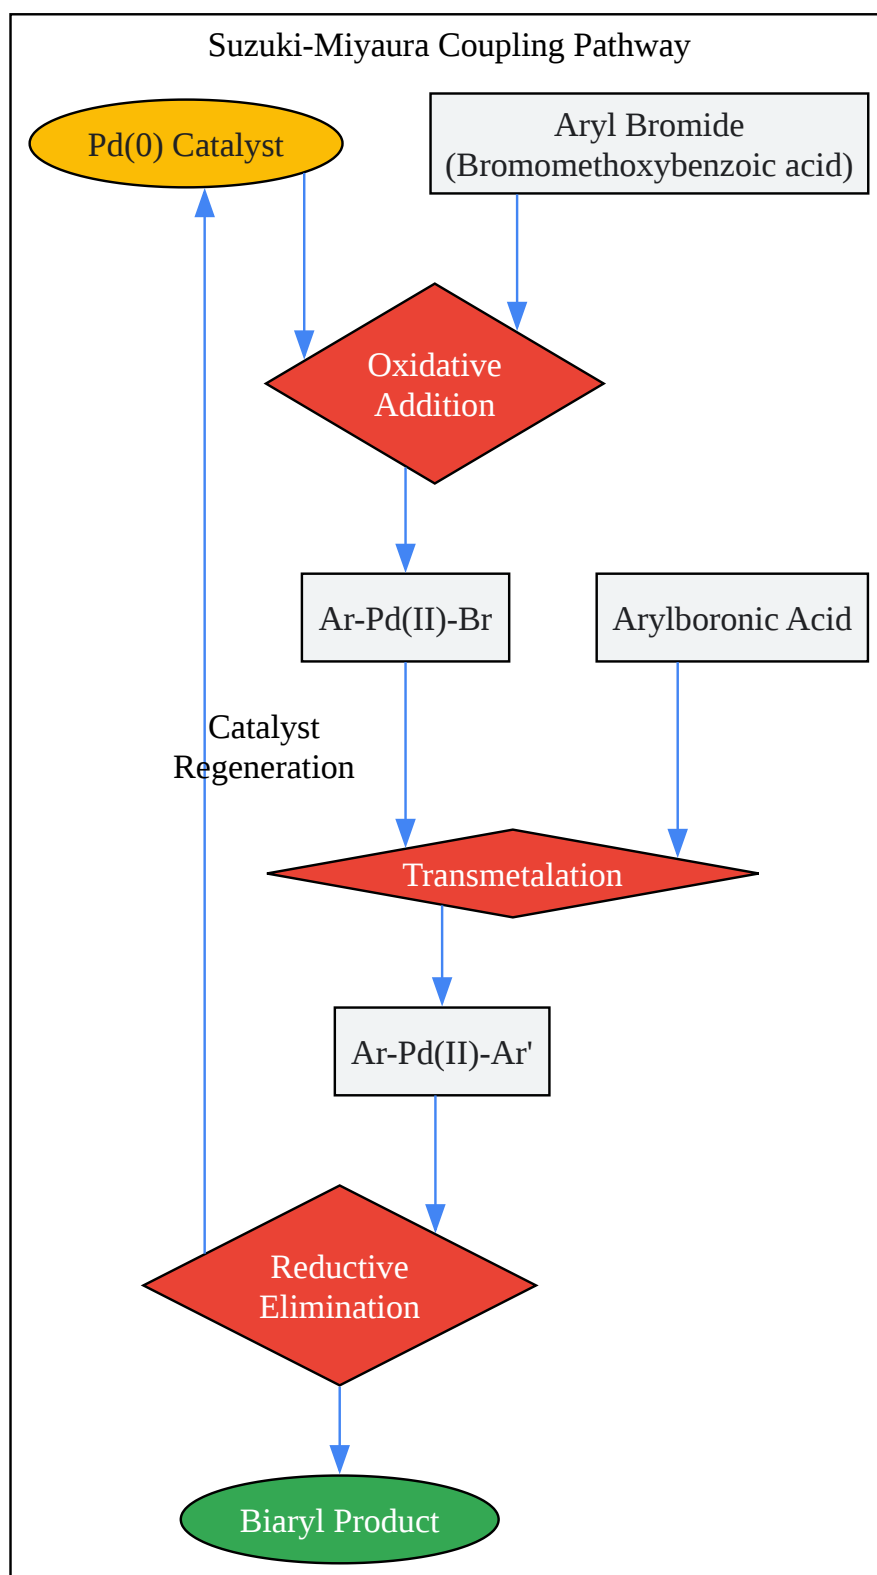 Suzuki-Miyaura Coupling Pathway
Pd(0) Catalyst
Aryl Bromide
(Bromomethoxybenzoic acid)
Oxidative
Addition
Ar-Pd(II)-Br
Arylboronic Acid
Catalyst
Regeneration
Transmetalation
Ar-Pd(II)-Ar'
Reductive
Elimination
Biaryl Product